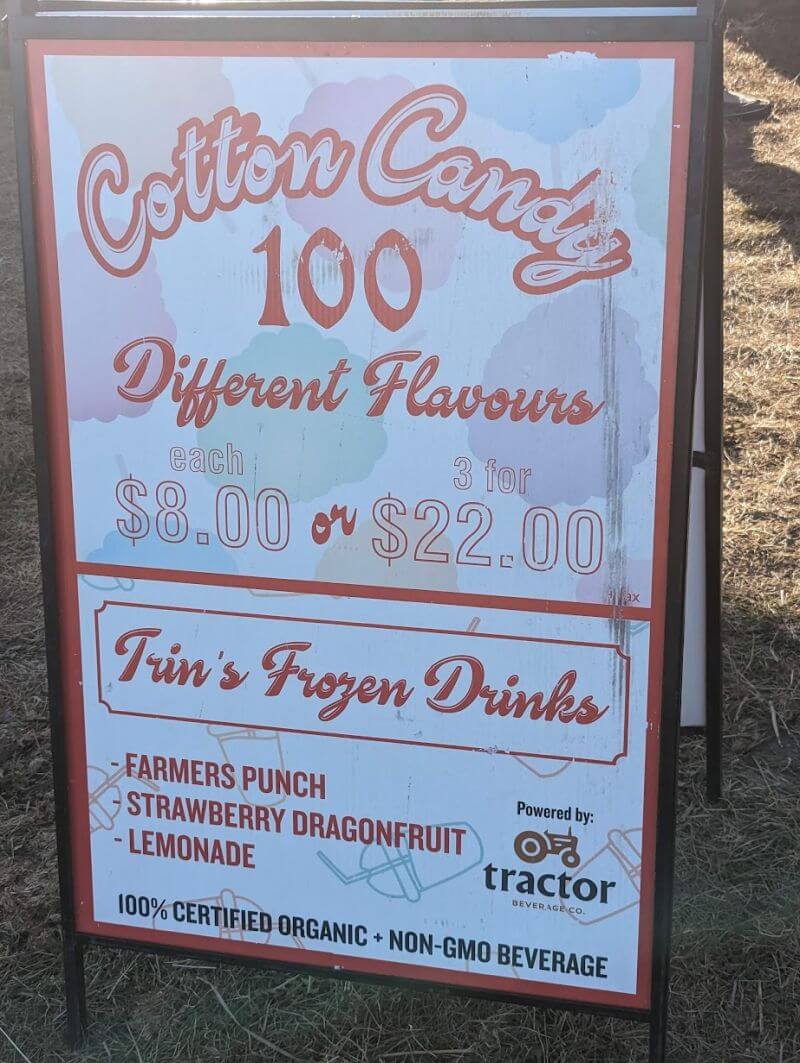 Cotton Candy
100
Different Flavours
each
$8.00 or
3 for
$22.00
Trin's Frozen Drinks
- FARMERS PUNCH
- STRAWBERRY DRAGONFRUIT
- LEMONADE
Powered by:
tractor
BEVERAGE CO.
100% CERTIFIED ORGANIC + NON-GMO BEVERAGE